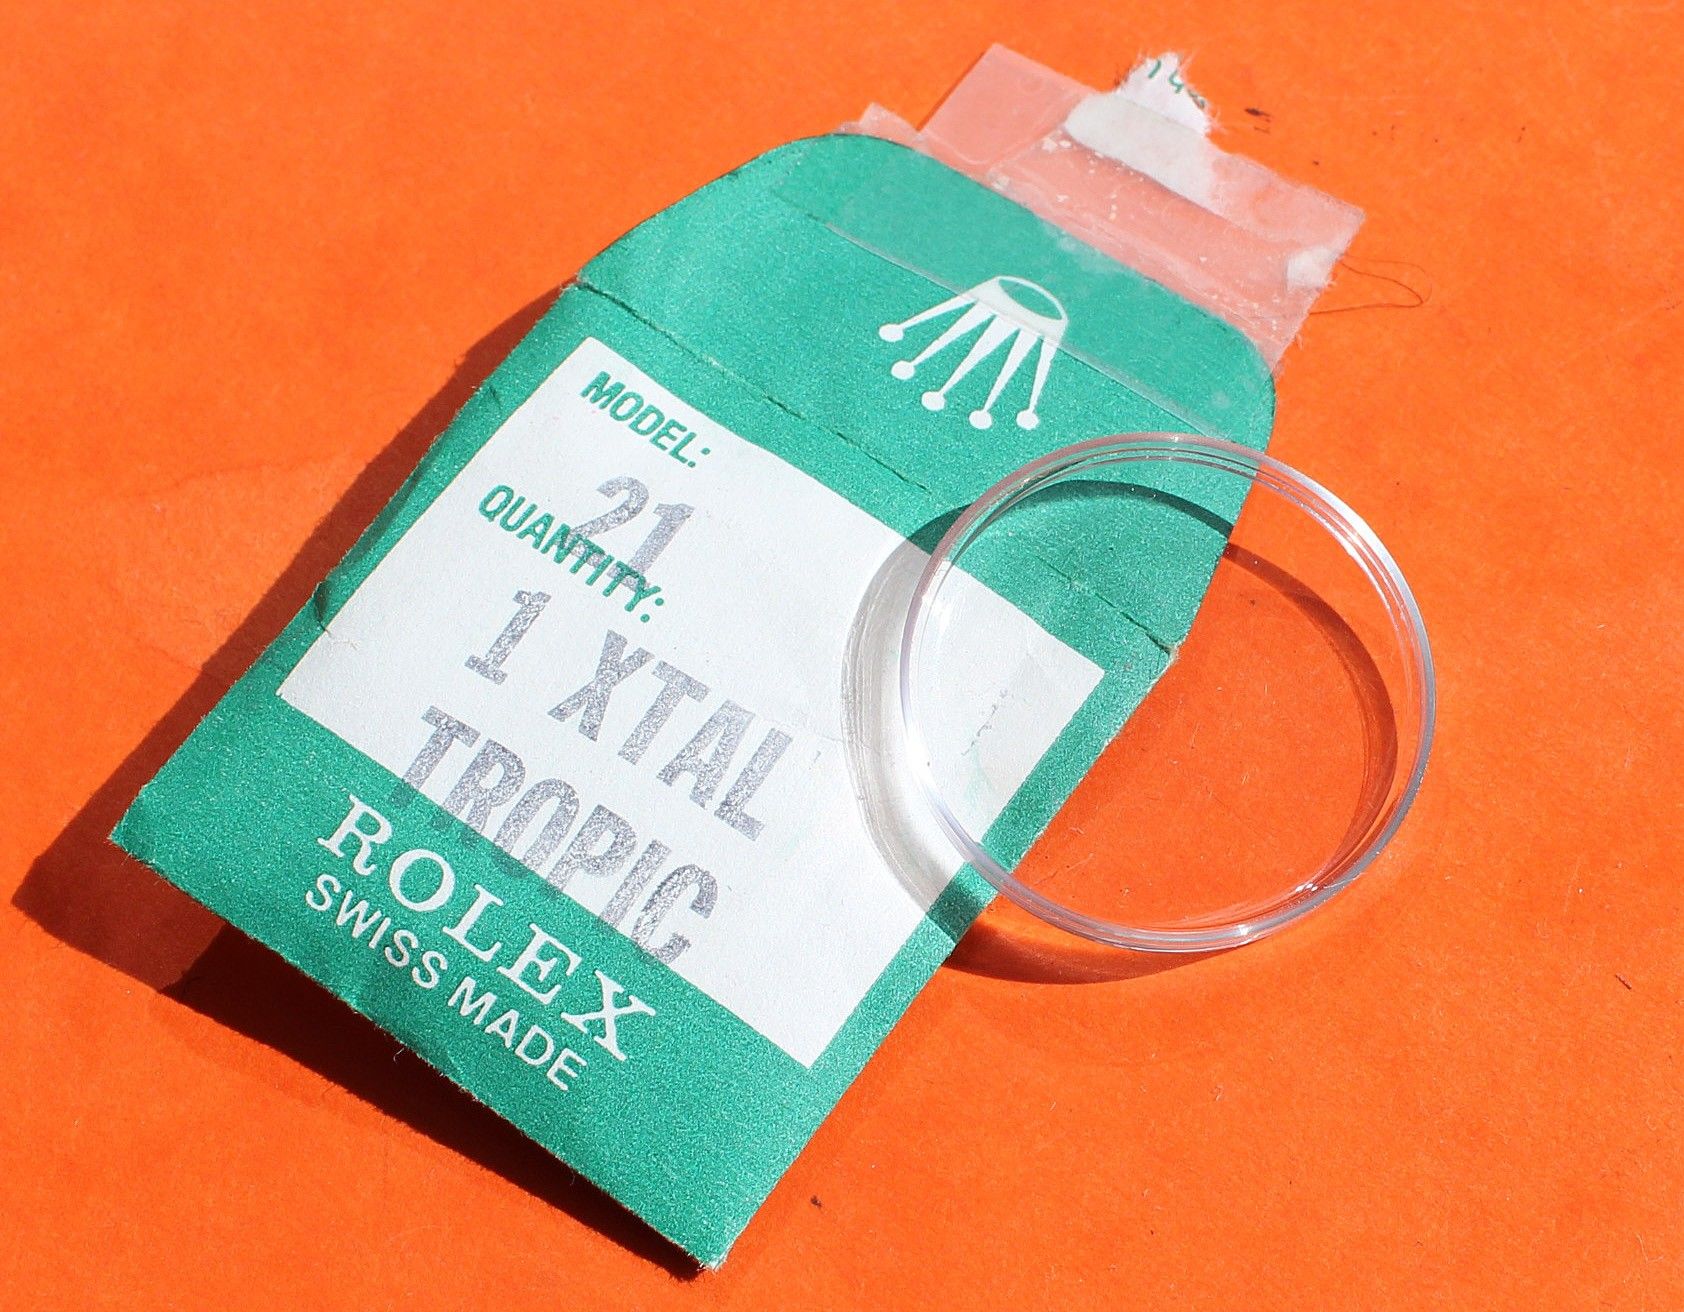 MODEL:
21
QUANTITY:
1 XTAL
TROPIC
ROLEX
SWISS MADE